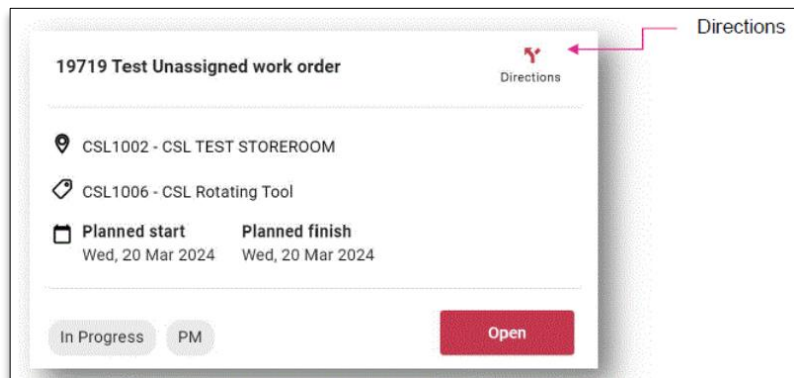 Directions
19719 Test Unassigned work order
Directions
CSL1002 - CSL TEST STOREROOM
CSL1006 - CSL Rotating Tool
Planned start Planned finish
Wed, 20 Mar 2024 Wed, 20 Mar 2024
In Progress PM Open